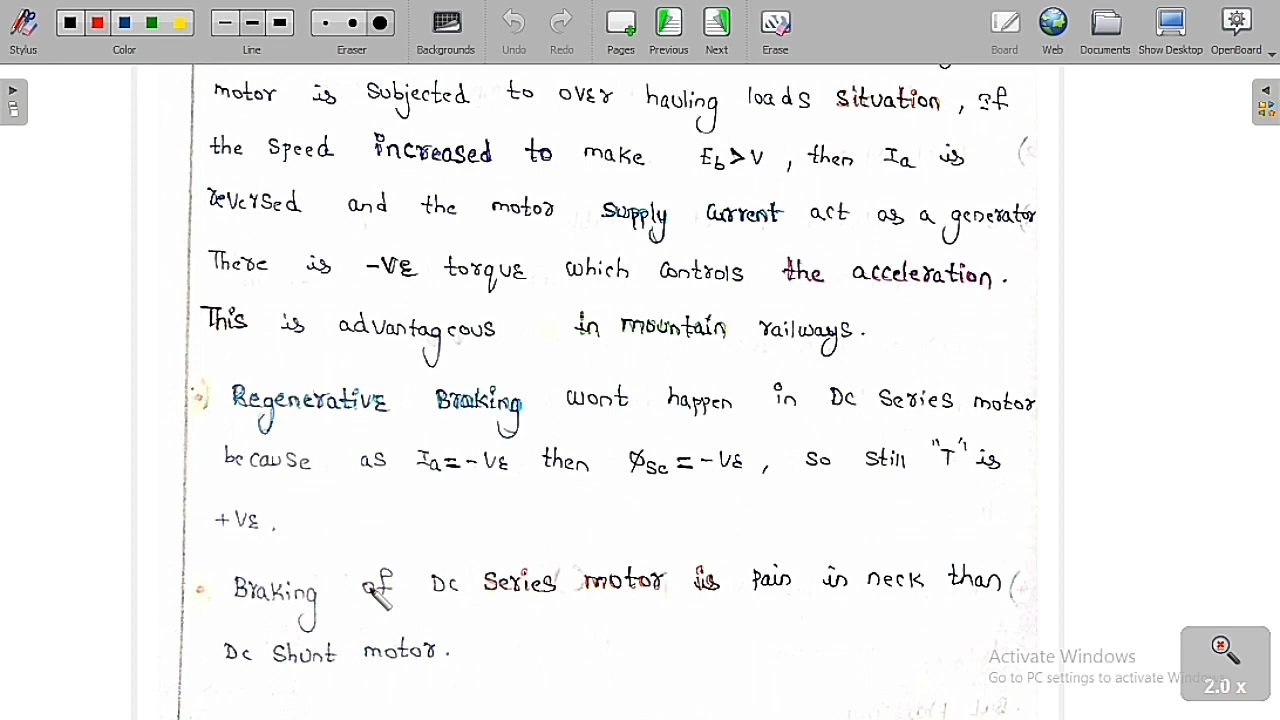 Stylus
Color
Line
Eraser
Backgrounds
Undo
Redo
Pages
Previous
Next
Erase
Board
Web
Documents
Show Desktop
OpenBoard
motor is subjected to over hauling loads situation , If
the speed increased to make Eb > V , then Ia is
reversed and the motor supply current act as a generator
There is -ve torque which controls the acceleration.
This is advantageous in mountain railways.
Regenerative Braking wont happen in Dc series motor
because as Ia = -ve then Øse = -ve , so still "T" is
+ve.
Braking of Dc series motor is pain in neck than
Dc shunt motor.
Activate Windows
Go to PC settings to activate Windows.
2.0 x